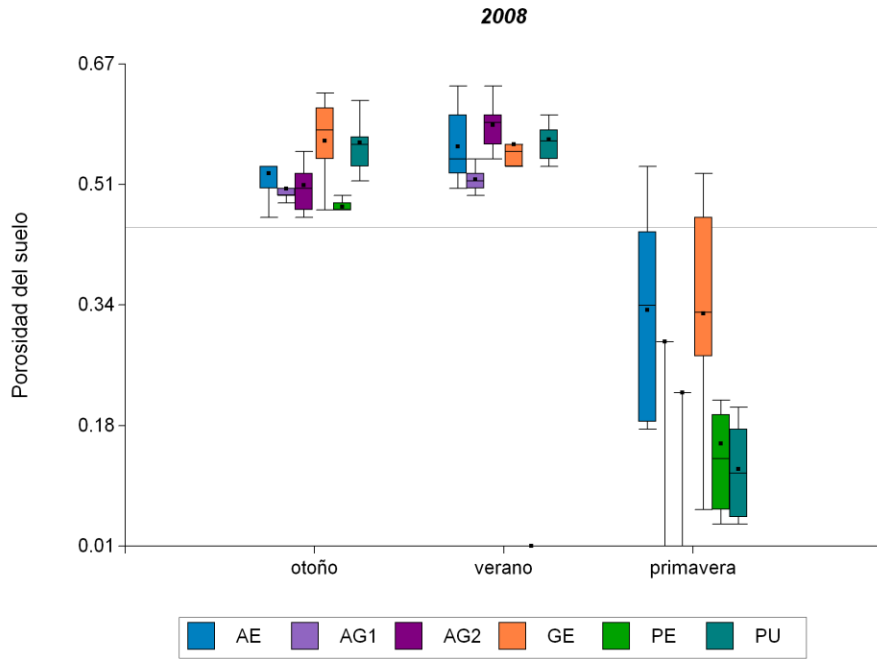 2008
0.67
0.51
0.34
0.18
0.01
Porosidad del suelo
otoño verano primavera
AE AG1 AG2 GE PE PU